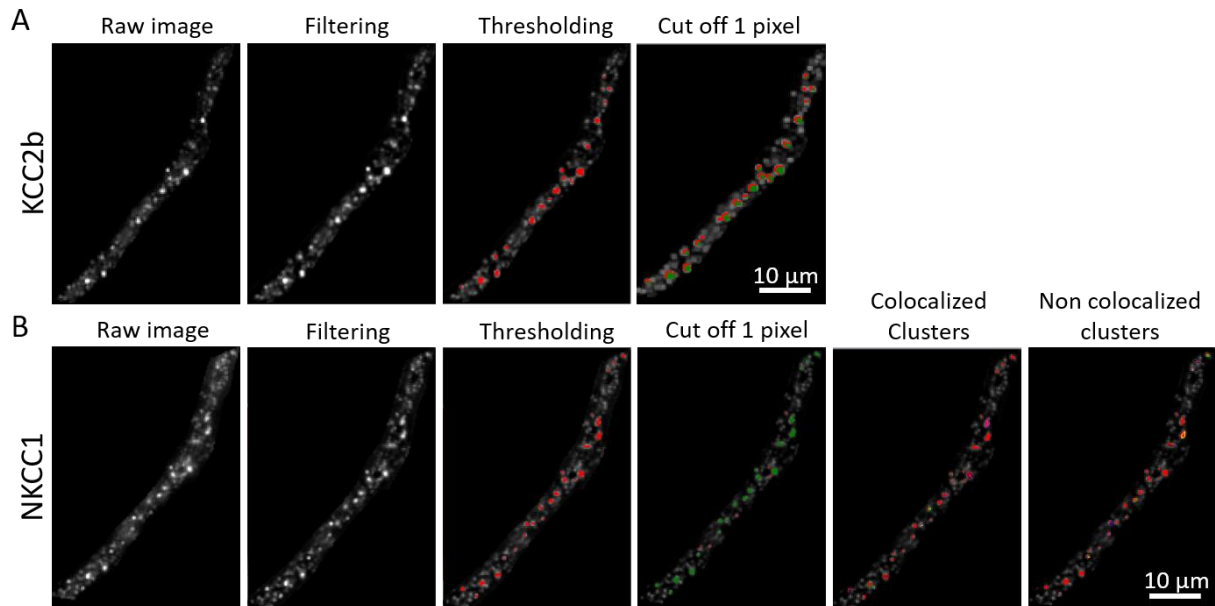 A
Raw image
Filtering
Thresholding
Cut off 1 pixel
KCC2b
10 µm
B
Raw image
Filtering
Thresholding
Cut off 1 pixel
Colocalized
Clusters
Non colocalized
clusters
NKCC1
10 µm